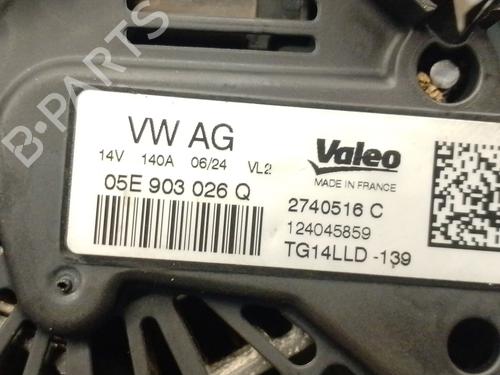 B-PARTS
VW AG
14V 140A 06/24 VL2
05E 903 026 Q
Valeo
MADE IN FRANCE
2740516 C
124045859
TG14LLD -139